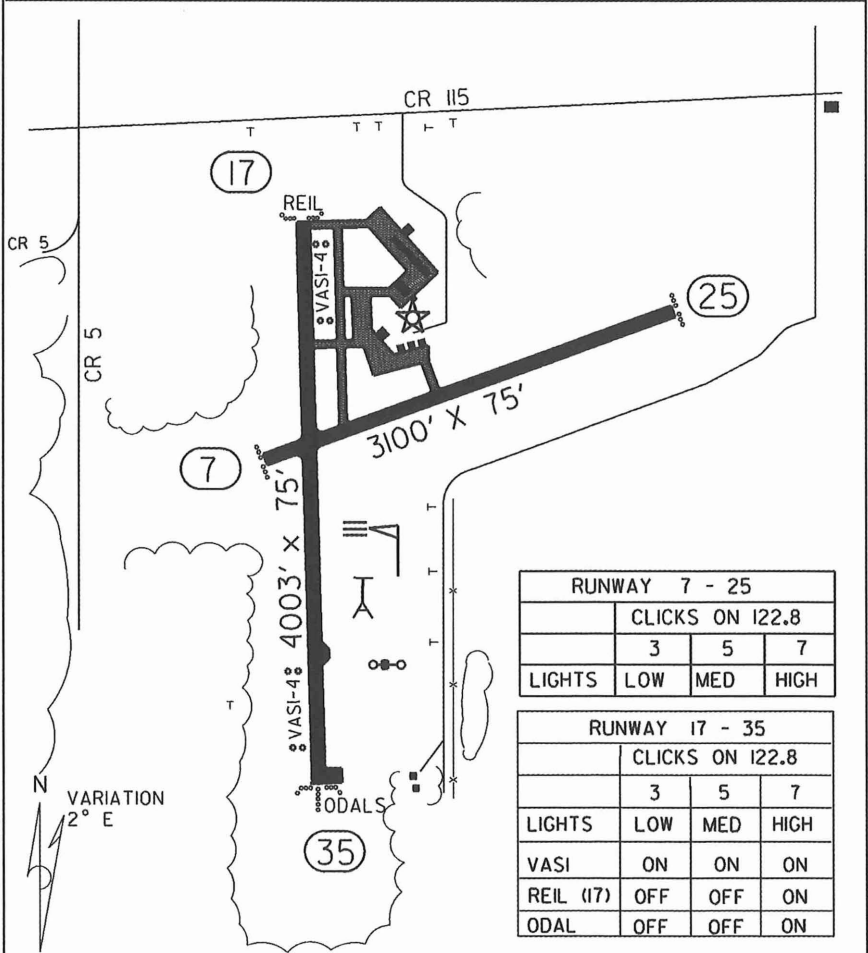 CR 115
17
REIL
CR 5
VASI-4
25
CR 5
3100' X 75'
7
4003' X 75'
VASI-4
N
VARIATION
2° E
ODALS
35
RUNWAY 7 - 25
CLICKS ON 122.8
3 5 7
LIGHTS LOW MED HIGH
RUNWAY 17 - 35
CLICKS ON 122.8
3 5 7
LIGHTS LOW MED HIGH
VASI ON ON ON
REIL (17) OFF OFF ON
ODAL OFF OFF ON